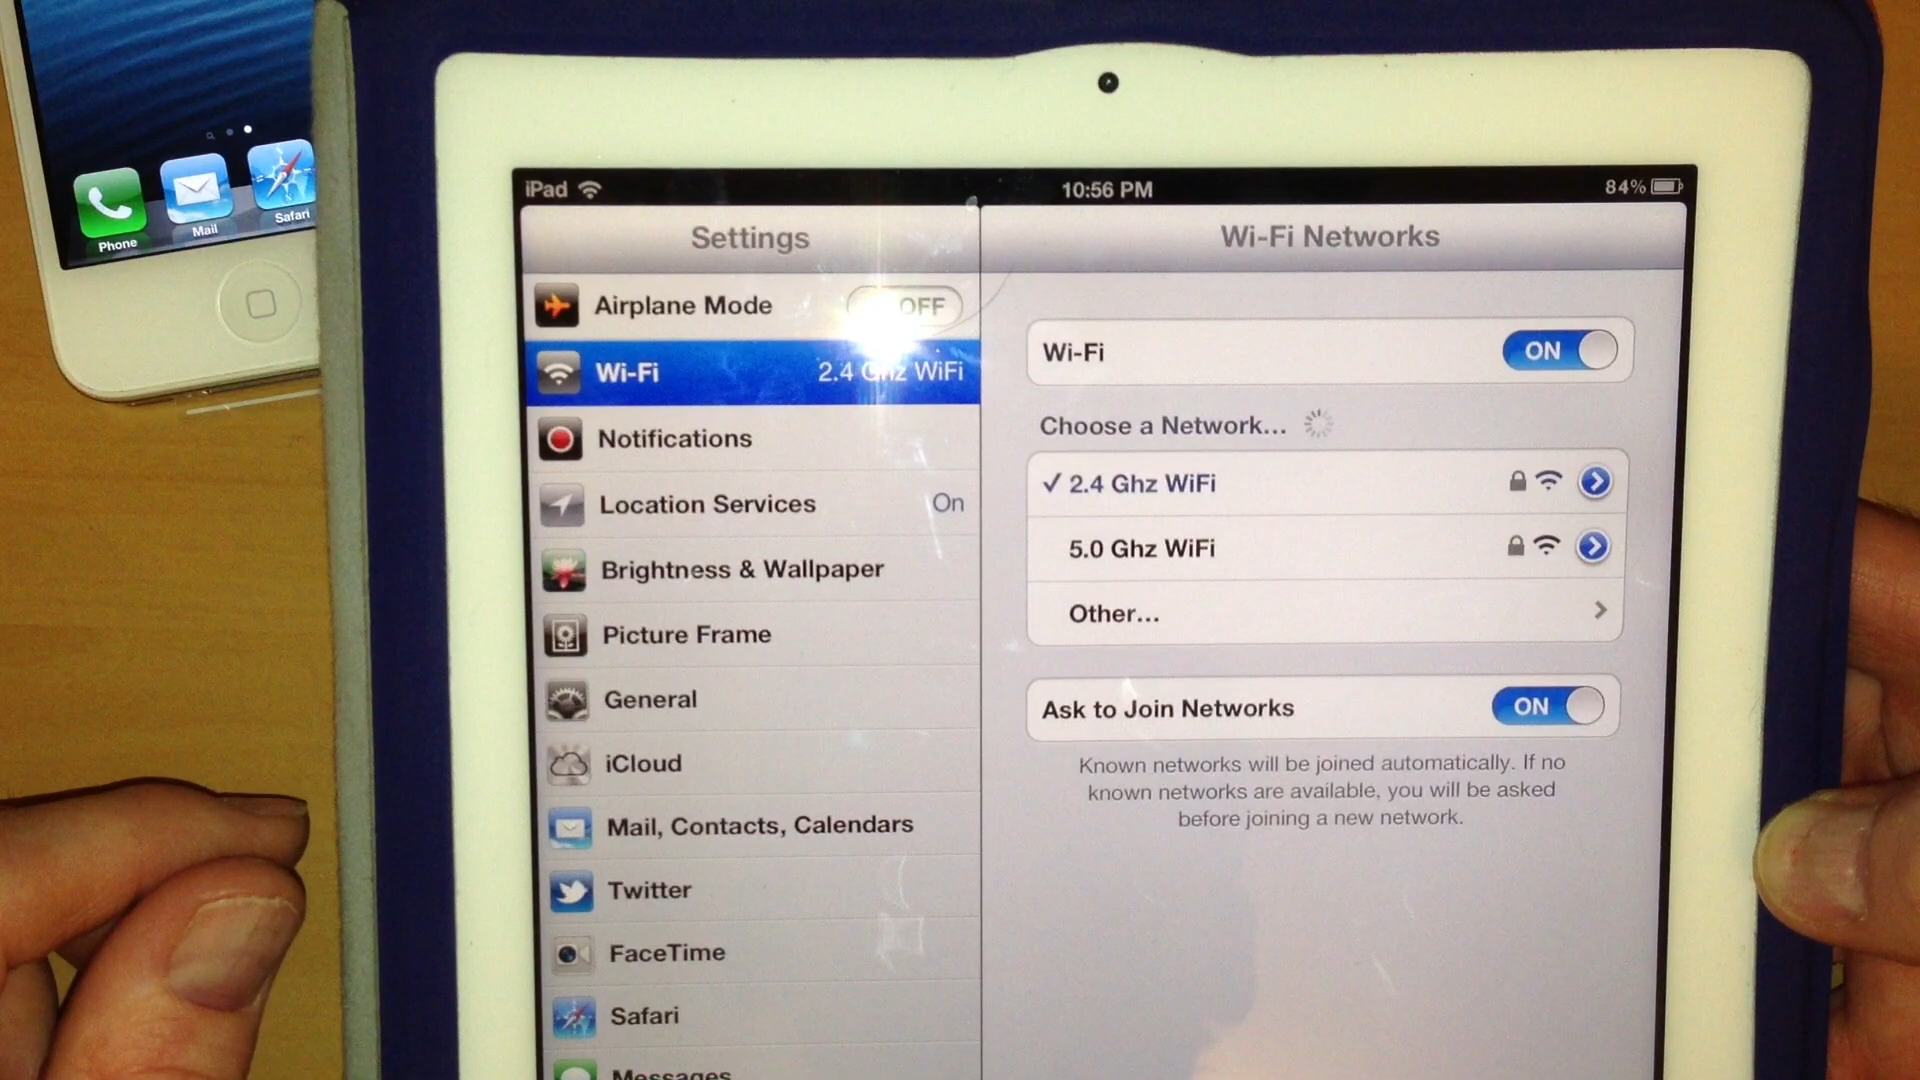 Phone
Mail
Safari
iPad
10:56 PM
84%
Settings
Airplane Mode OFF
Wi-Fi 2.4 Ghz WiFi
Notifications
Location Services On
Brightness & Wallpaper
Picture Frame
General
iCloud
Mail, Contacts, Calendars
Twitter
FaceTime
Safari
Messages
Wi-Fi Networks
Wi-Fi ON
Choose a Network...
✓ 2.4 Ghz WiFi
5.0 Ghz WiFi
Other...
Ask to Join Networks ON
Known networks will be joined automatically. If no
known networks are available, you will be asked
before joining a new network.